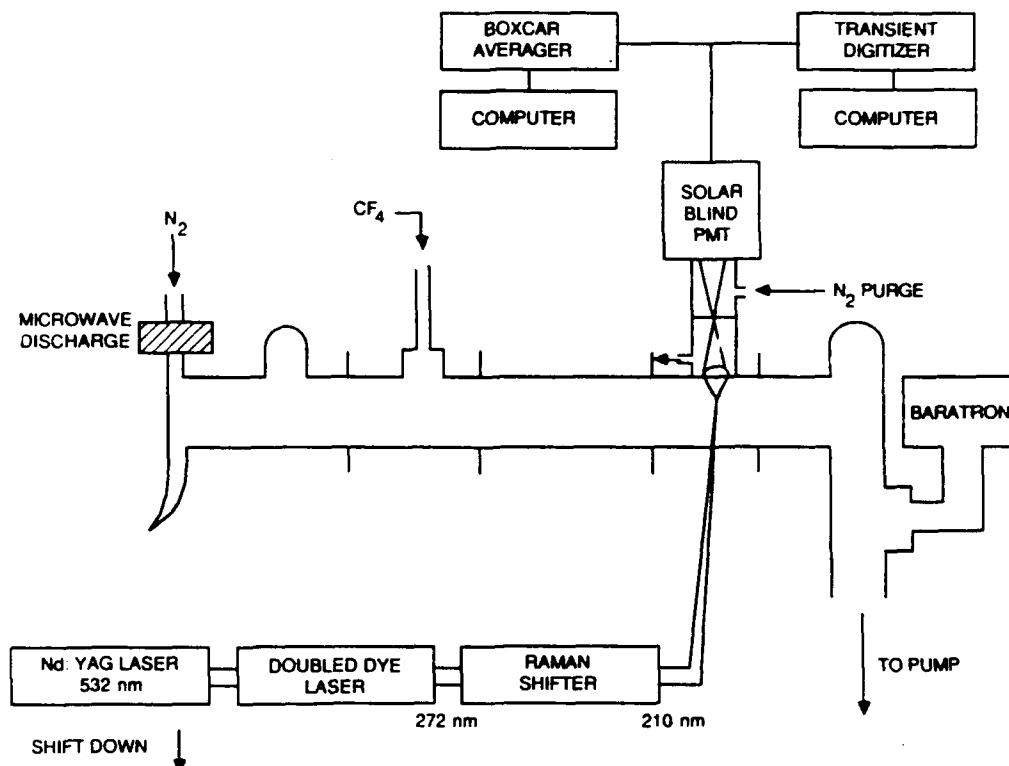 BOXCAR
AVERAGER
TRANSIENT
DIGITIZER
COMPUTER
COMPUTER
SOLAR
BLIND
PMT
N2
CF4
N2 PURGE
MICROWAVE
DISCHARGE
BARATRON
Nd: YAG LASER
532 nm
DOUBLED DYE
LASER
RAMAN
SHIFTER
TO PUMP
272 nm
210 nm
SHIFT DOWN